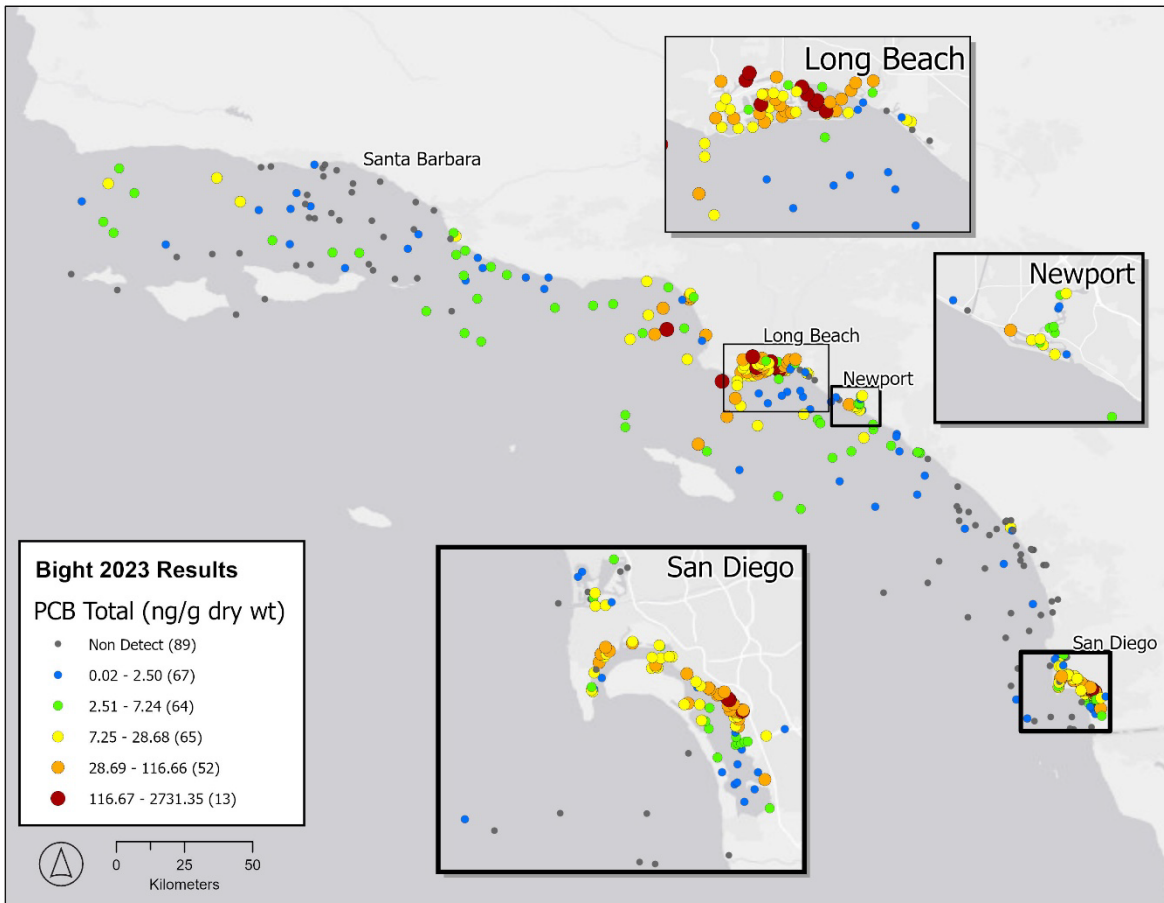 Long Beach
Santa Barbara
Newport
Long Beach
Newport
San Diego
San Diego
Bight 2023 Results
PCB Total (ng/g dry wt)
Non Detect (89)
0.02 - 2.50 (67)
2.51 - 7.24 (64)
7.25 - 28.68 (65)
28.69 - 116.66 (52)
116.67 - 2731.35 (13)
0 25 50
Kilometers